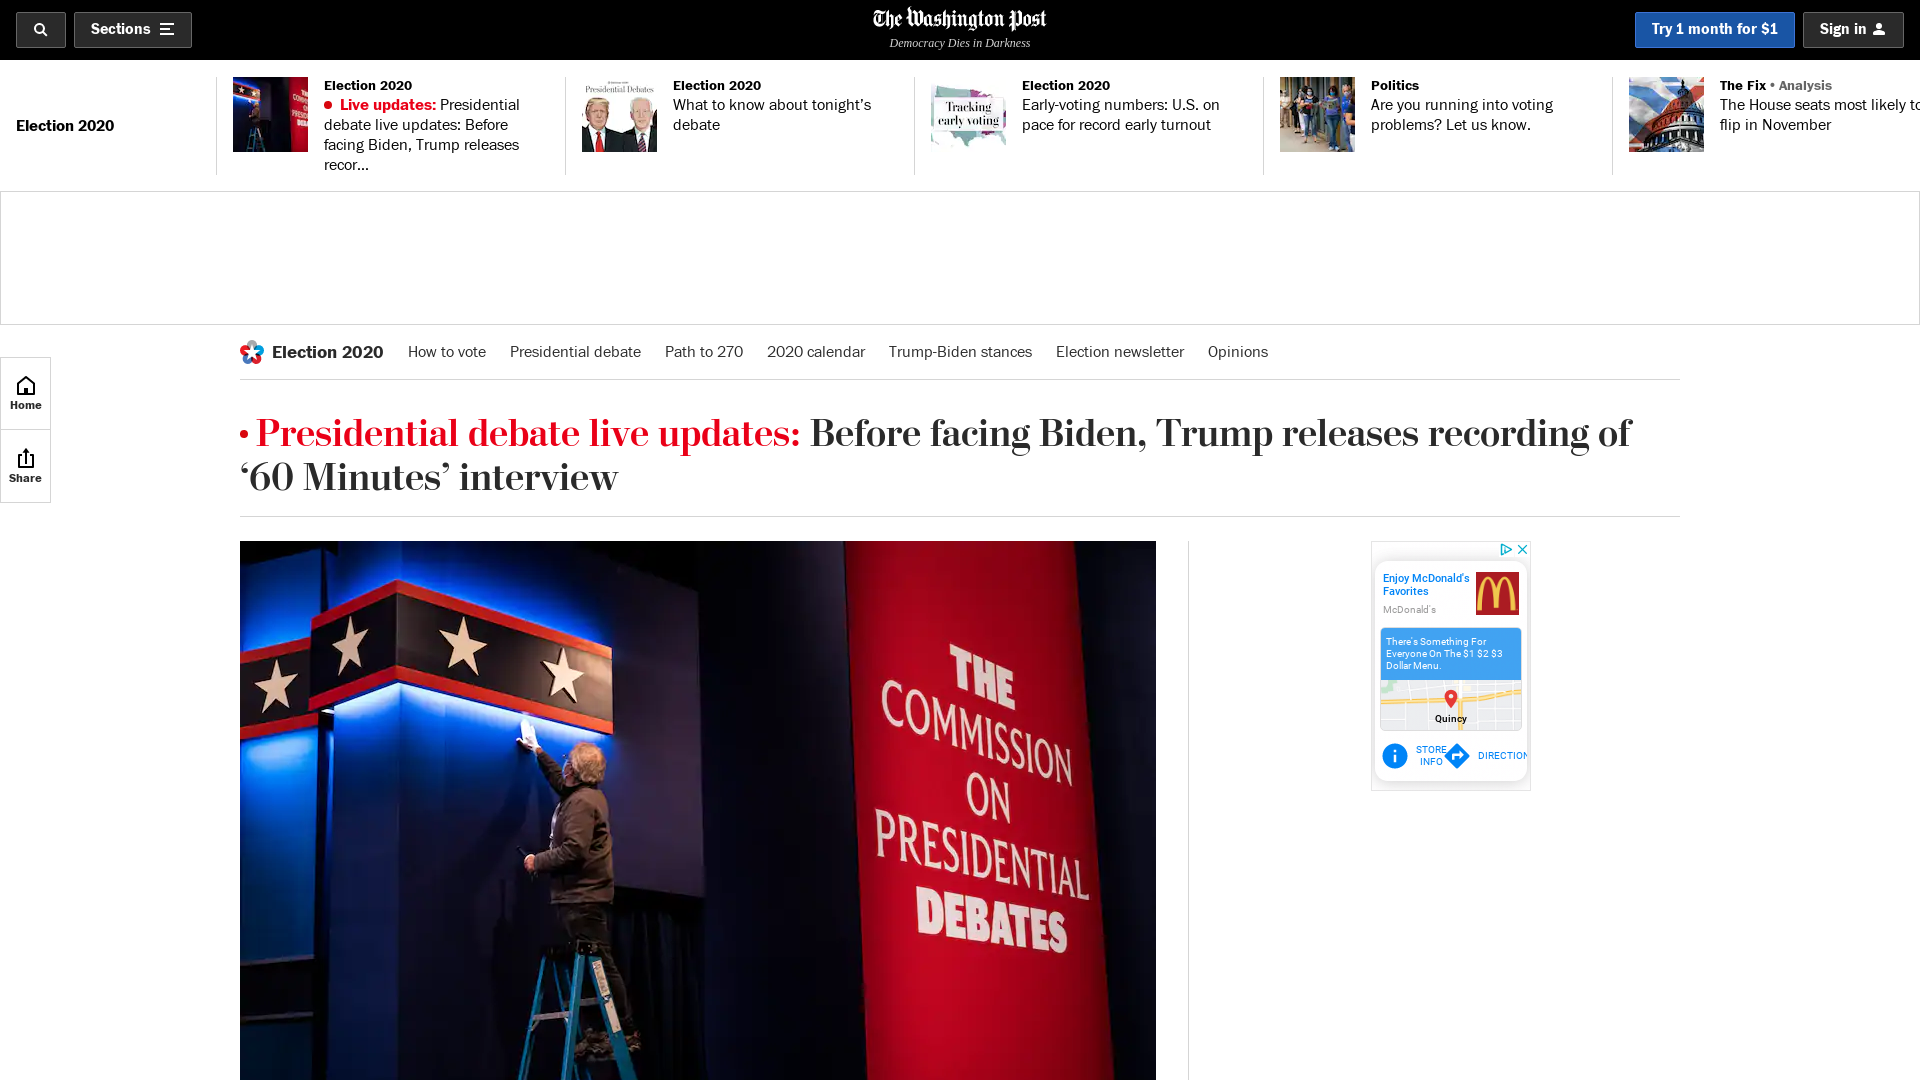 Sections
The Washington Post
Democracy Dies in Darkness
Try 1 month for $1
Sign in
Election 2020
Election 2020
Live updates: Presidential
debate live updates: Before
facing Biden, Trump releases
recor...
Presidential Debates
Election 2020
What to know about tonight’s
debate
Tracking
early voting
Election 2020
Early-voting numbers: U.S. on
pace for record early turnout
Politics
Are you running into voting
problems? Let us know.
The Fix • Analysis
The House seats most likely to
flip in November
Election 2020
How to vote
Presidential debate
Path to 270
2020 calendar
Trump-Biden stances
Election newsletter
Opinions
Home
Share
Presidential debate live updates: Before facing Biden, Trump releases recording of
‘60 Minutes’ interview
THE
COMMISSION
ON
PRESIDENTIAL
DEBATES
Enjoy McDonald's
Favorites
McDonald's
There's Something For
Everyone On The $1 $2 $3
Dollar Menu.
Quincy
STORE
INFO
DIRECTION